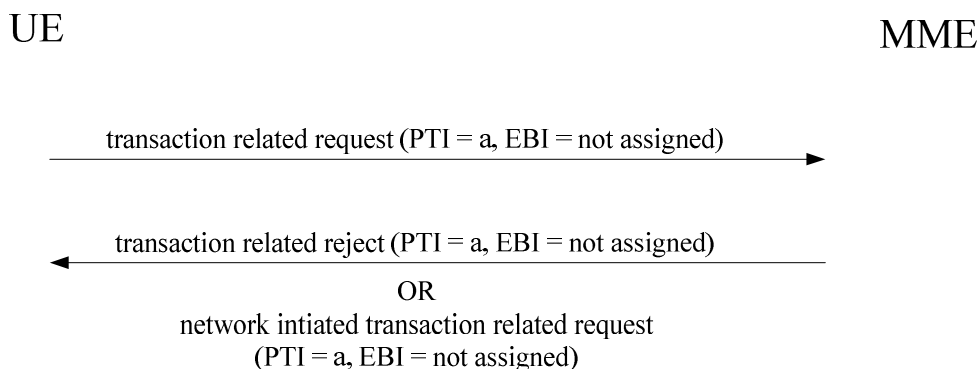 UE
MME
transaction related request (PTI = a, EBI = not assigned)
transaction related reject (PTI = a, EBI = not assigned)
OR
network intiated transaction related request
(PTI = a, EBI = not assigned)